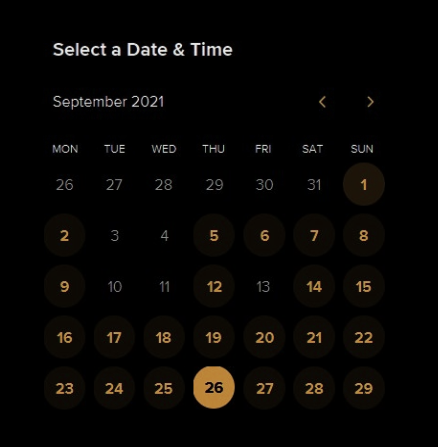 Select a Date & Time
September 2021
MON TUE WED THU FRI SAT SUN
26 27 28 29 30 31 1
2 3 4 5 6 7 8
9 10 11 12 13 14 15
16 17 18 19 20 21 22
23 24 25 26 27 28 29